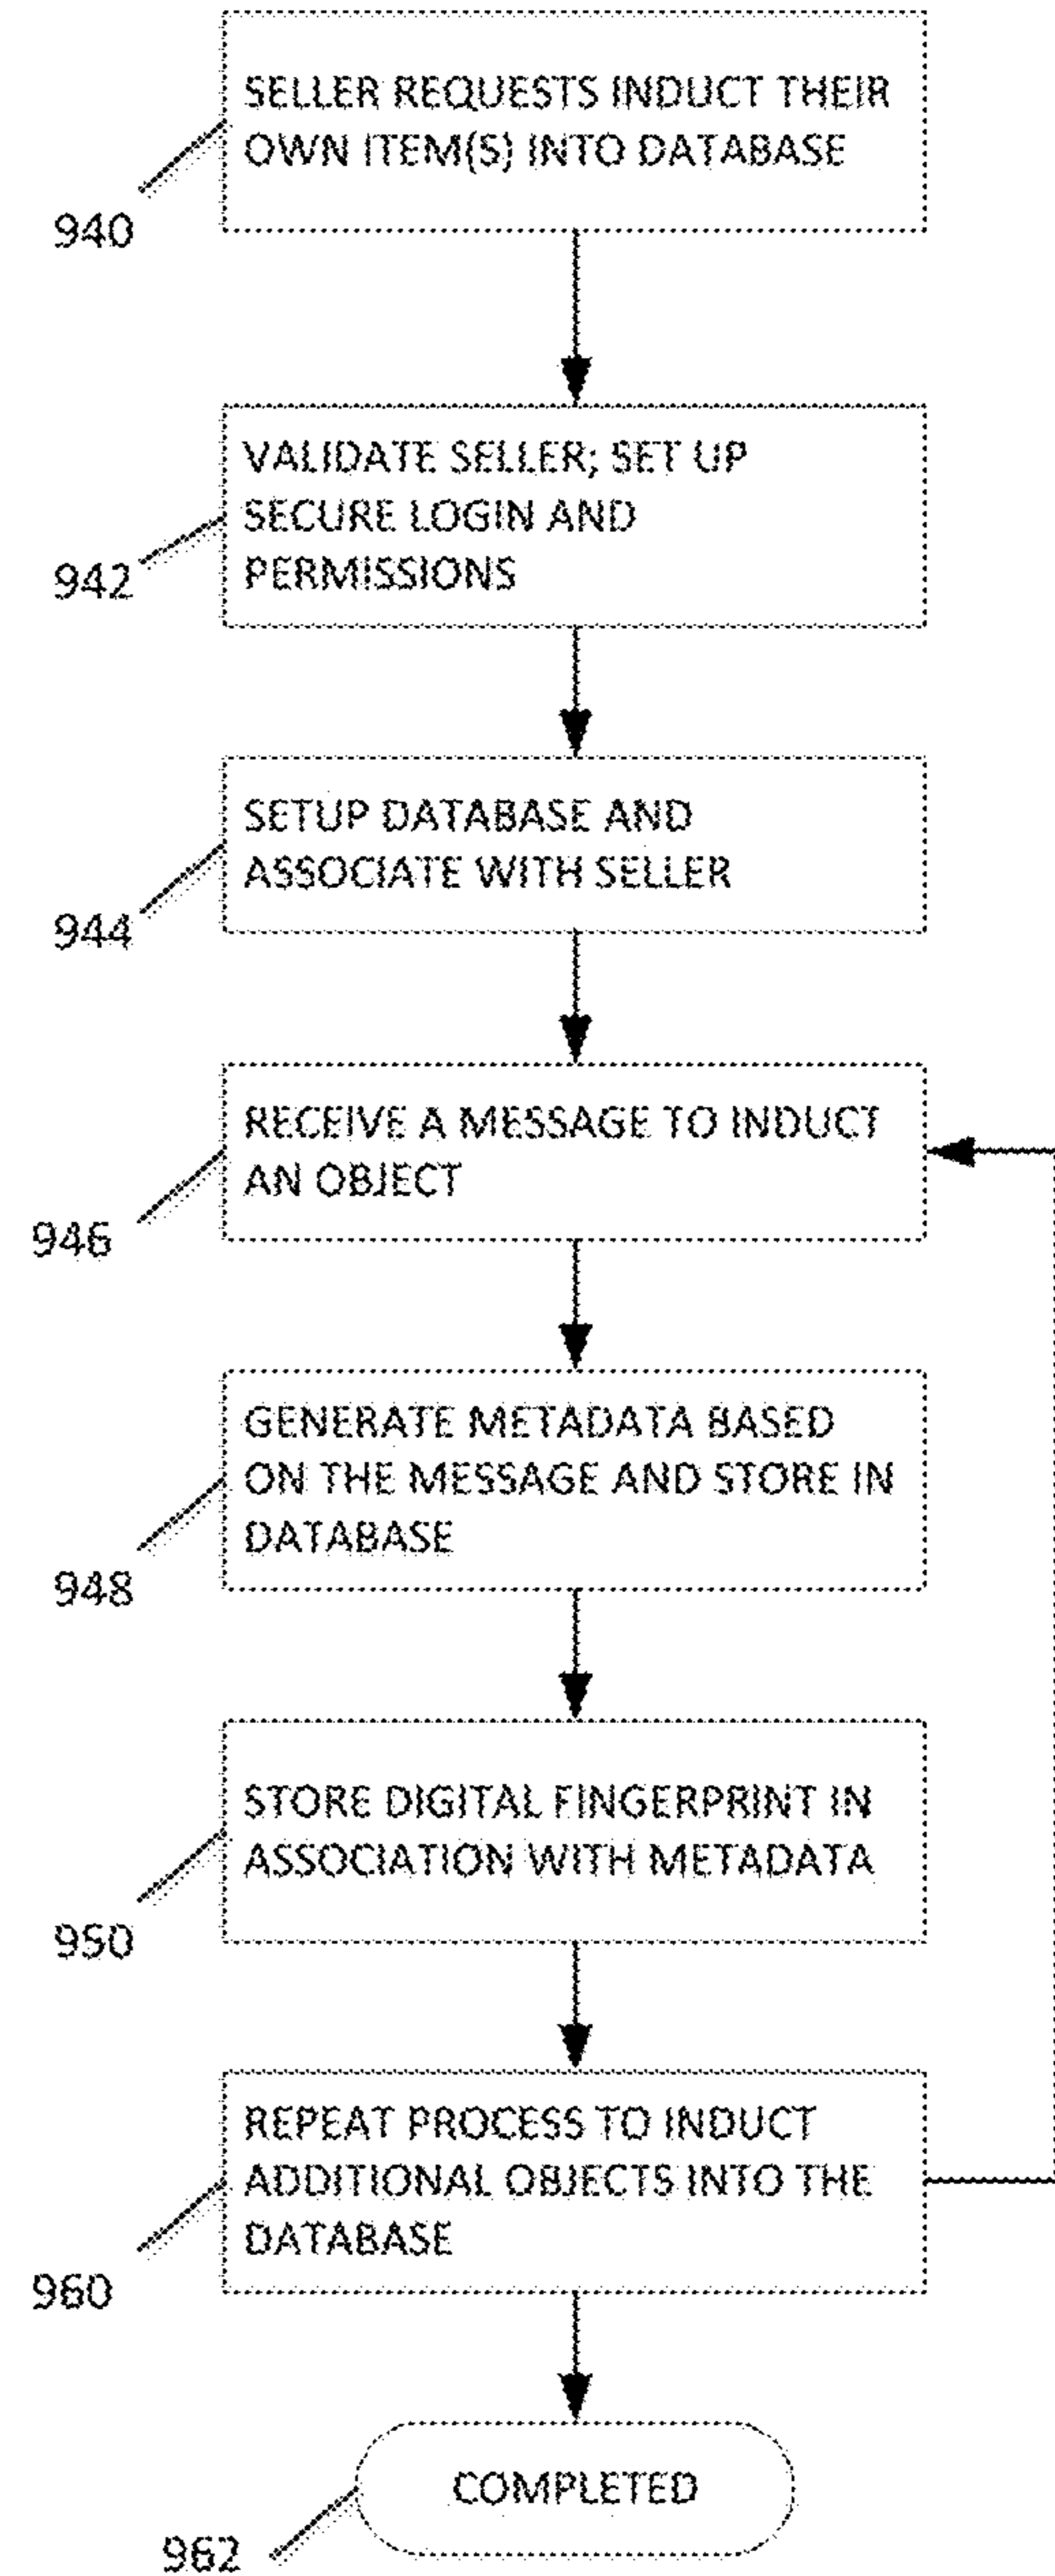 SELLER REQUESTS INDUCT THEIR
OWN ITEM(S) INTO DATABASE
940
VALIDATE SELLER; SET UP
SECURE LOGIN AND
PERMISSIONS
942
SETUP DATABASE AND
ASSOCIATE WITH SELLER
944
RECEIVE A MESSAGE TO INDUCT
AN OBJECT
946
GENERATE METADATA BASED
ON THE MESSAGE AND STORE IN
DATABASE
948
STORE DIGITAL FINGERPRINT IN
ASSOCIATION WITH METADATA
950
REPEAT PROCESS TO INDUCT
ADDITIONAL OBJECTS INTO THE
DATABASE
960
COMPLETED
962